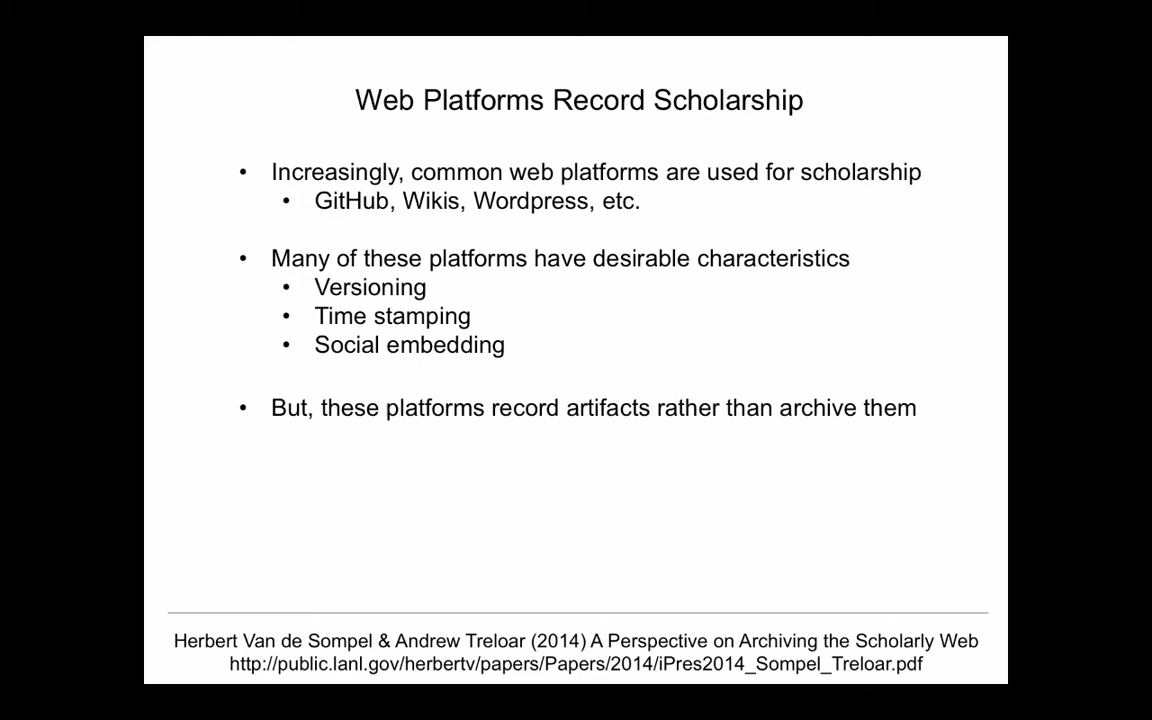 Web Platforms Record Scholarship
• Increasingly, common web platforms are used for scholarship
• GitHub, Wikis, Wordpress, etc.
• Many of these platforms have desirable characteristics
• Versioning
• Time stamping
• Social embedding
• But, these platforms record artifacts rather than archive them
Herbert Van de Sompel & Andrew Treloar (2014) A Perspective on Archiving the Scholarly Web
http://public.lanl.gov/herbertv/papers/Papers/2014/iPres2014_Sompel_Treloar.pdf